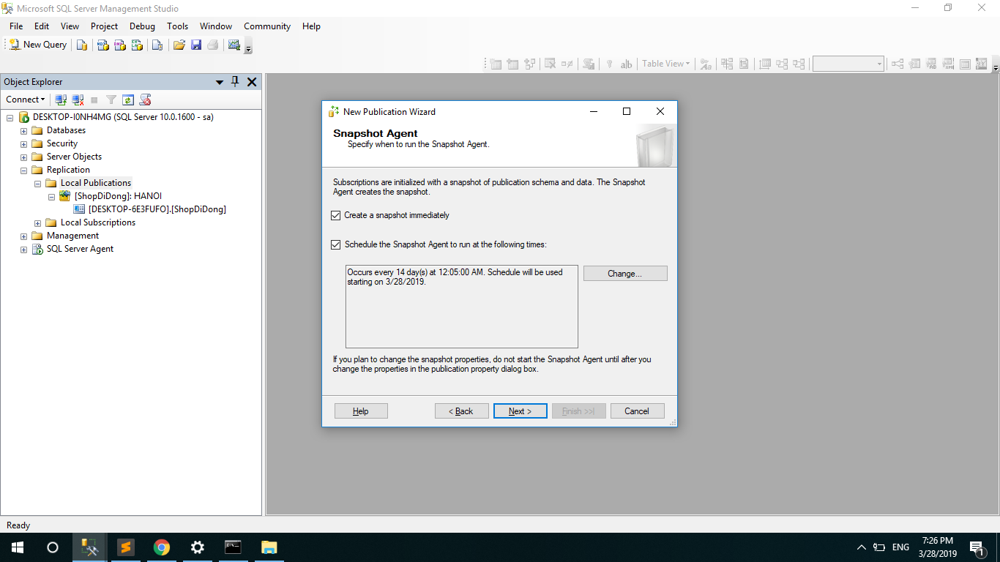 Microsoft SQL Server Management Studio
File Edit View Project Debug Tools Window Community Help
New Query
Table View
Object Explorer
Connect
DESKTOP-I0NH4MG (SQL Server 10.0.1600 - sa)
Databases
Security
Server Objects
Replication
Local Publications
[ShopDiDong]: HANOI
[DESKTOP-6E3FUFO].[ShopDiDong]
Local Subscriptions
Management
SQL Server Agent
New Publication Wizard
Snapshot Agent
Specify when to run the Snapshot Agent.
Subscriptions are initialized with a snapshot of publication schema and data. The Snapshot
Agent creates the snapshot.
Create a snapshot immediately
Schedule the Snapshot Agent to run at the following times:
Occurs every 14 day(s) at 12:05:00 AM. Schedule will be used
starting on 3/28/2019.
Change...
If you plan to change the snapshot properties, do not start the Snapshot Agent until after you
change the properties in the publication property dialog box.
Help < Back Next > Finish >>| Cancel
Ready
ENG
7:26 PM
3/28/2019
1